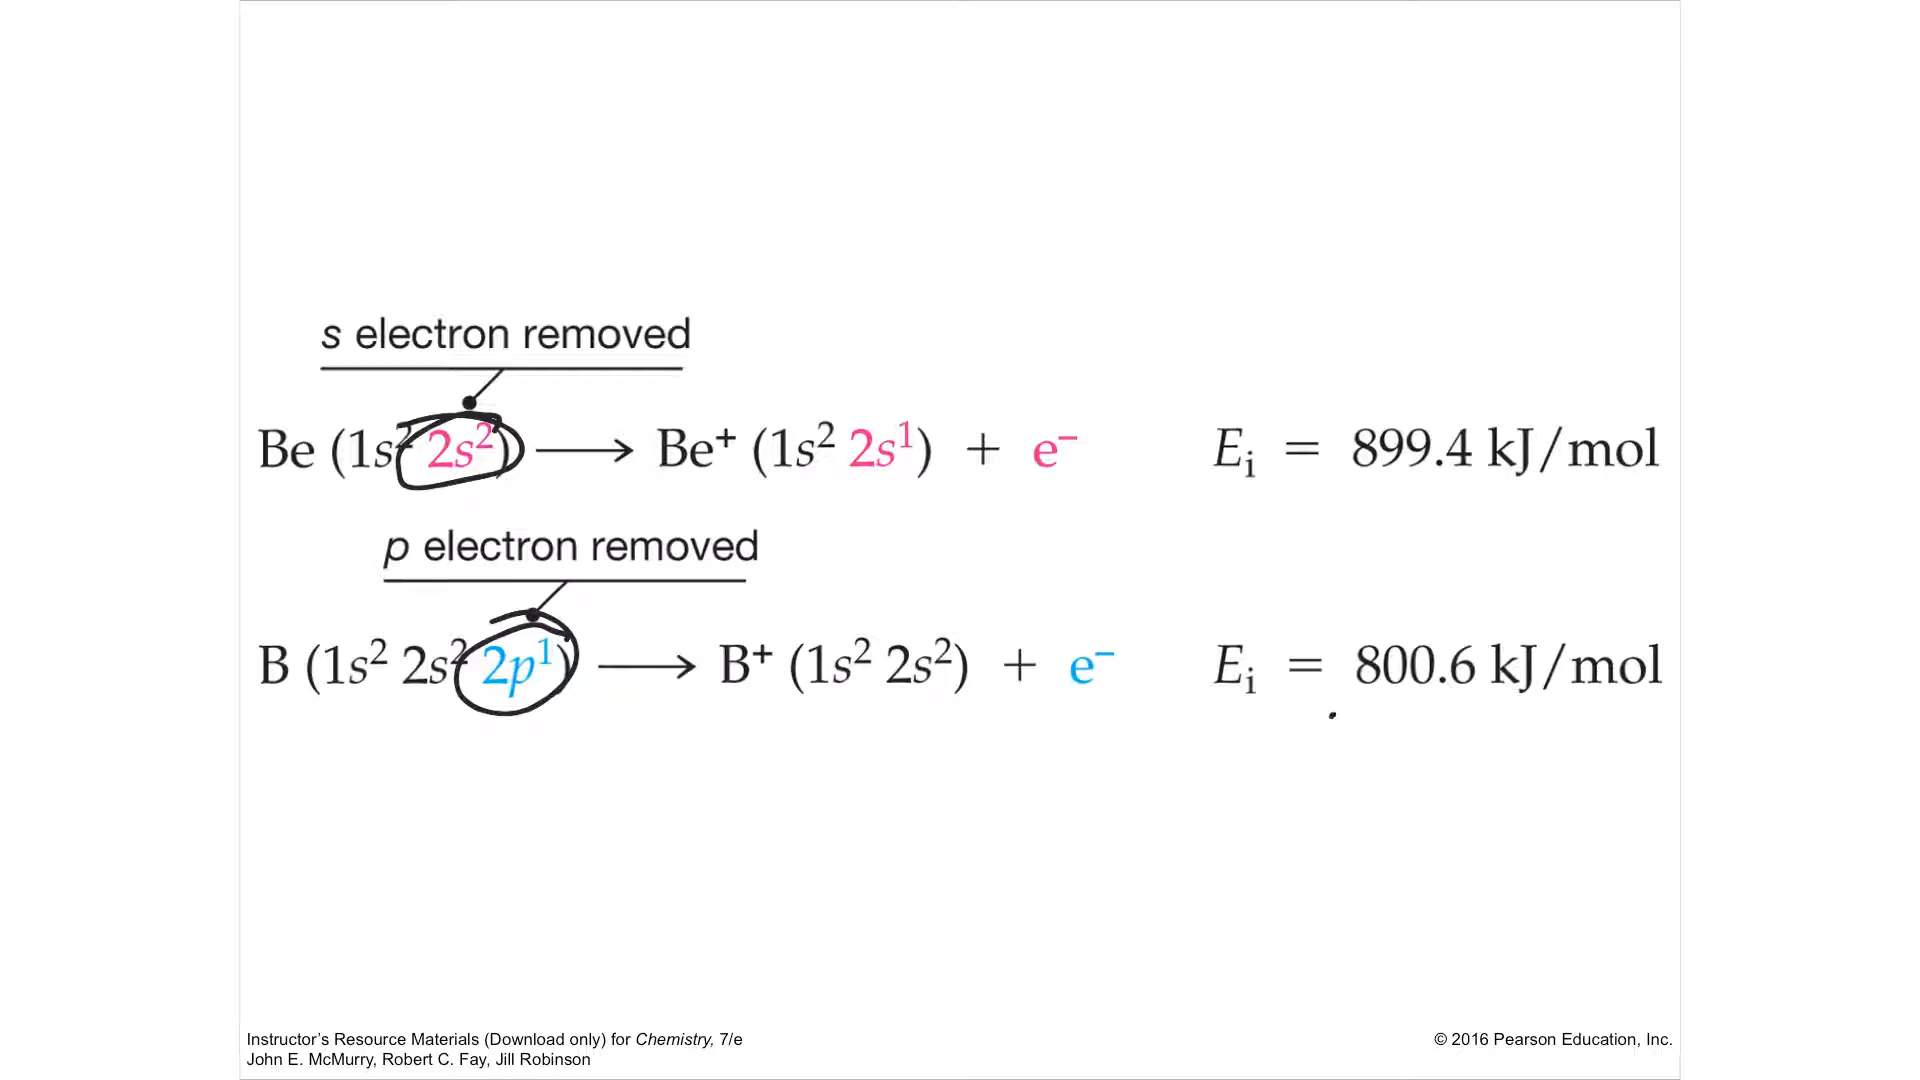 s electron removed
Be (1s² 2s²) ⟶ Be⁺ (1s² 2s¹) + e⁻ Eᵢ = 899.4 kJ/mol
p electron removed
B (1s² 2s² 2p¹) ⟶ B⁺ (1s² 2s²) + e⁻ Eᵢ = 800.6 kJ/mol
Instructor’s Resource Materials (Download only) for Chemistry, 7/e
John E. McMurry, Robert C. Fay, Jill Robinson
© 2016 Pearson Education, Inc.